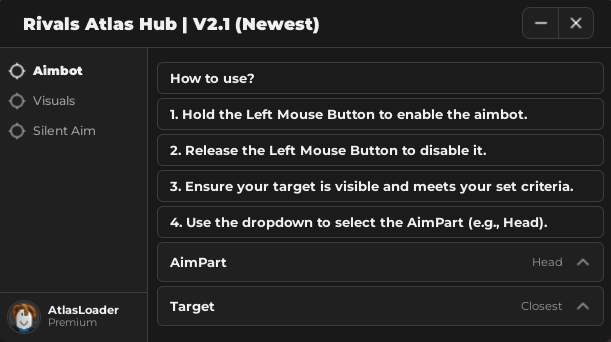 Rivals Atlas Hub | V2.1 (Newest)
Aimbot
Visuals
Silent Aim
How to use?
1. Hold the Left Mouse Button to enable the aimbot.
2. Release the Left Mouse Button to disable it.
3. Ensure your target is visible and meets your set criteria.
4. Use the dropdown to select the AimPart (e.g., Head).
AimPart Head
Target Closest
AtlasLoader
Premium